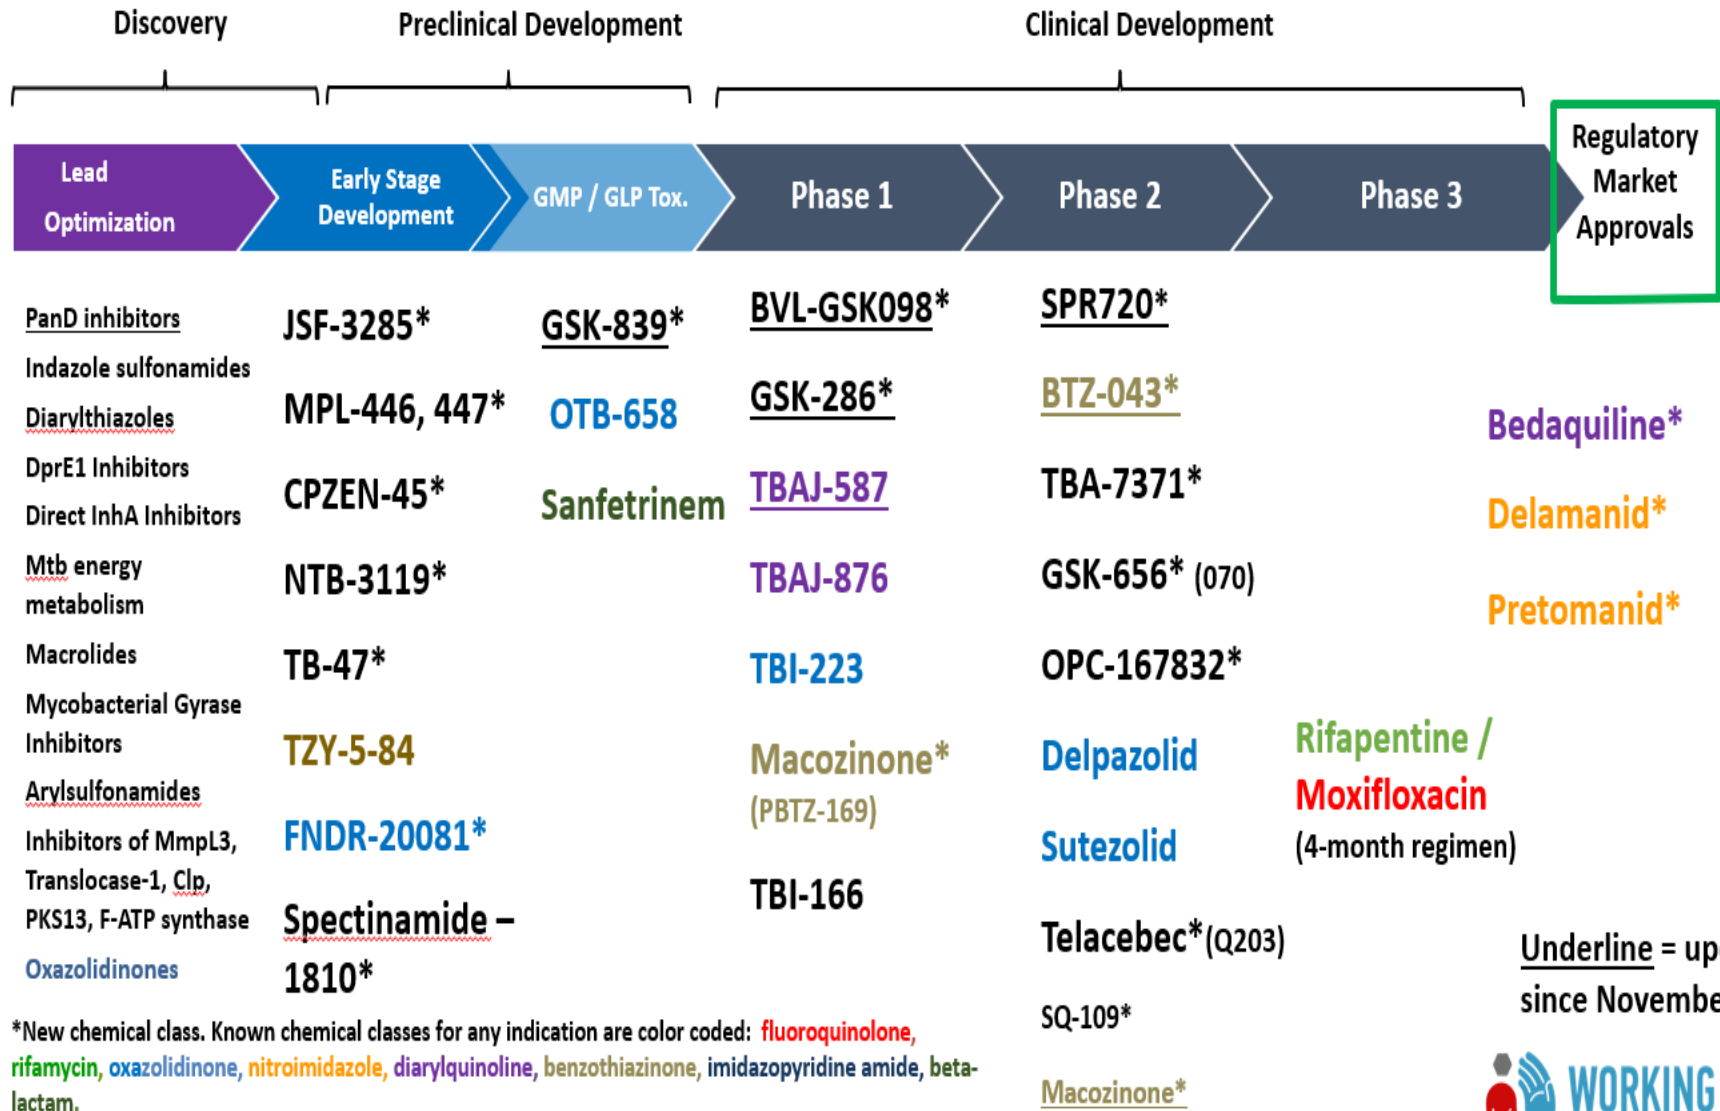 Discovery
Preclinical Development
Clinical Development
Lead
Optimization
Early Stage
Development
GMP / GLP Tox.
Phase 1
Phase 2
Phase 3
Regulatory
Market
Approvals
PanD inhibitors
Indazole sulfonamides
Diarylthiazoles
DprE1 Inhibitors
Direct InhA Inhibitors
Mtb energy
metabolism
Macrolides
Mycobacterial Gyrase
Inhibitors
Arylsulfonamides
Inhibitors of MmpL3,
Translocase-1, Clp,
PKS13, F-ATP synthase
Oxazolidinones
JSF-3285*
MPL-446, 447*
CPZEN-45*
NTB-3119*
TB-47*
TZY-5-84
FNDR-20081*
Spectinamide –
1810*
GSK-839*
OTB-658
Sanfetrinem
BVL-GSK098*
GSK-286*
TBAJ-587
TBAJ-876
TBI-223
Macozinone*
(PBTZ-169)
TBI-166
SPR720*
BTZ-043*
TBA-7371*
GSK-656* (070)
OPC-167832*
Delpazolid
Sutezolid
Telacebec*(Q203)
SQ-109*
Macozinone*
Rifapentine /
Moxifloxacin
(4-month regimen)
Bedaquiline*
Delamanid*
Pretomanid*
Underline = up
since Novembe
*New chemical class. Known chemical classes for any indication are color coded: fluoroquinolone,
rifamycin, oxazolidinone, nitroimidazole, diarylquinoline, benzothiazinone, imidazopyridine amide, beta-
lactam.
WORKING